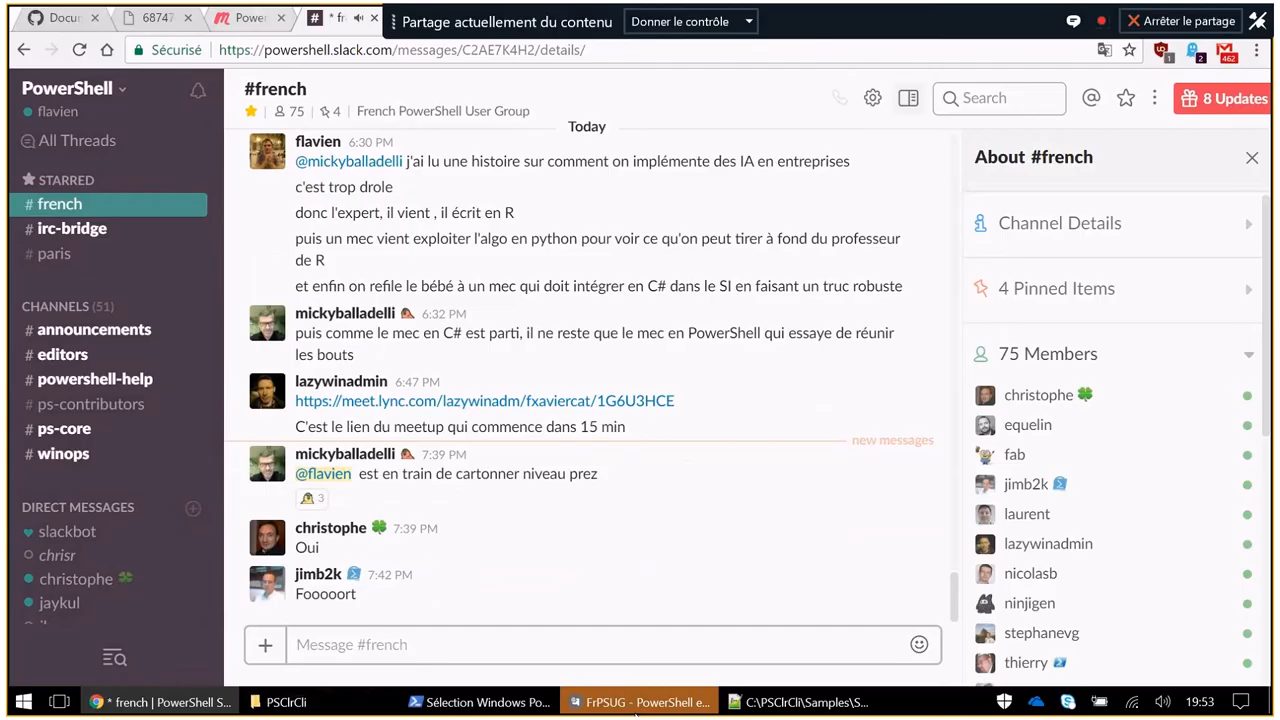 Docu
68747
Power
* fr
Partage actuellement du contenu
Donner le contrôle
Arrêter le partage
Sécurisé
https://powershell.slack.com/messages/C2AE7K4H2/details/
1
2
462
PowerShell
flavien
All Threads
STARRED
# french
# irc-bridge
# paris
CHANNELS (51)
# announcements
# editors
# powershell-help
# ps-contributors
# ps-core
# winops
DIRECT MESSAGES
slackbot
chrisr
christophe
jaykul
#french
75
4
French PowerShell User Group
Search
8 Updates
Today
flavien 6:30 PM
@mickyballadelli j'ai lu une histoire sur comment on implémente des IA en entreprises
c'est trop drole
donc l'expert, il vient , il écrit en R
puis un mec vient exploiter l'algo en python pour voir ce qu'on peut tirer à fond du professeur
de R
et enfin on refile le bébé à un mec qui doit intégrer en C# dans le SI en faisant un truc robuste
mickyballadelli 6:32 PM
puis comme le mec en C# est parti, il ne reste que le mec en PowerShell qui essaye de réunir
les bouts
lazywinadmin 6:47 PM
https://meet.lync.com/lazywinadm/fxaviercat/1G6U3HCE
C'est le lien du meetup qui commence dans 15 min
new messages
mickyballadelli 7:39 PM
@flavien est en train de cartonner niveau prez
3
christophe 7:39 PM
Oui
jimb2k 7:42 PM
Fooooort
Message #french
About #french
Channel Details
4 Pinned Items
75 Members
christophe
equelin
fab
jimb2k
laurent
lazywinadmin
nicolasb
ninjigen
stephanevg
thierry
* french | PowerShell S...
PSClrCli
Sélection Windows Po...
FrPSUG - PowerShell e...
C:\PSClrCli\Samples\S...
19:53